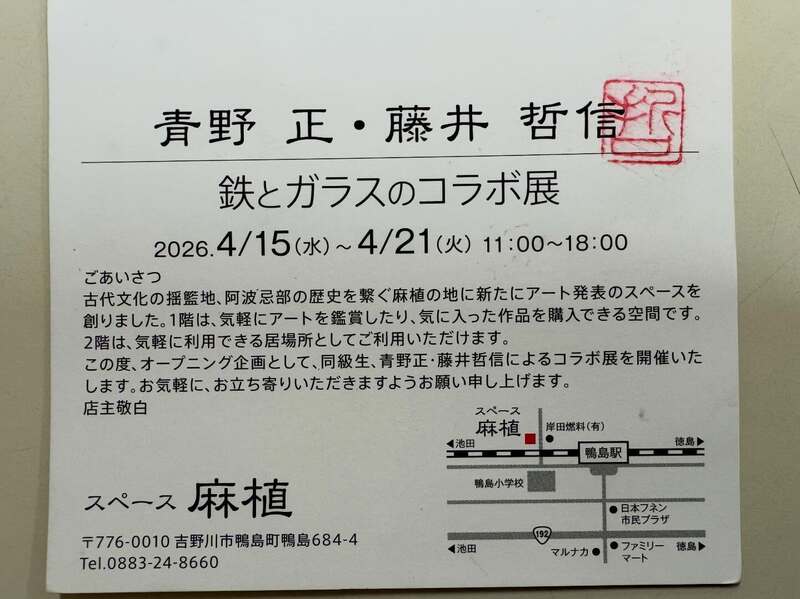 青野 正・藤井 哲信
鉄とガラスのコラボ展
2026.4/15(水)～4/21(火) 11:00～18:00
ごあいさつ
古代文化の揺籃地、阿波忌部の歴史を繋ぐ麻植の地に新たにアート発表のスペースを
創りました。1階は、気軽にアートを鑑賞したり、気に入った作品を購入できる空間です。
2階は、気軽に利用できる居場所としてご利用いただけます。
この度、オープニング企画として、同級生、青野正・藤井哲信によるコラボ展を開催いた
します。お気軽に、お立ち寄りいただきますようお願い申し上げます。
店主敬白
スペース 麻植
〒776-0010 吉野川市鴨島町鴨島684-4
Tel.0883-24-8660
スペース
麻植
岸田燃料(有)
池田
鴨島駅
徳島
鴨島小学校
日本フネン
市民プラザ
192
池田
マルナカ
ファミリー
マート
徳島